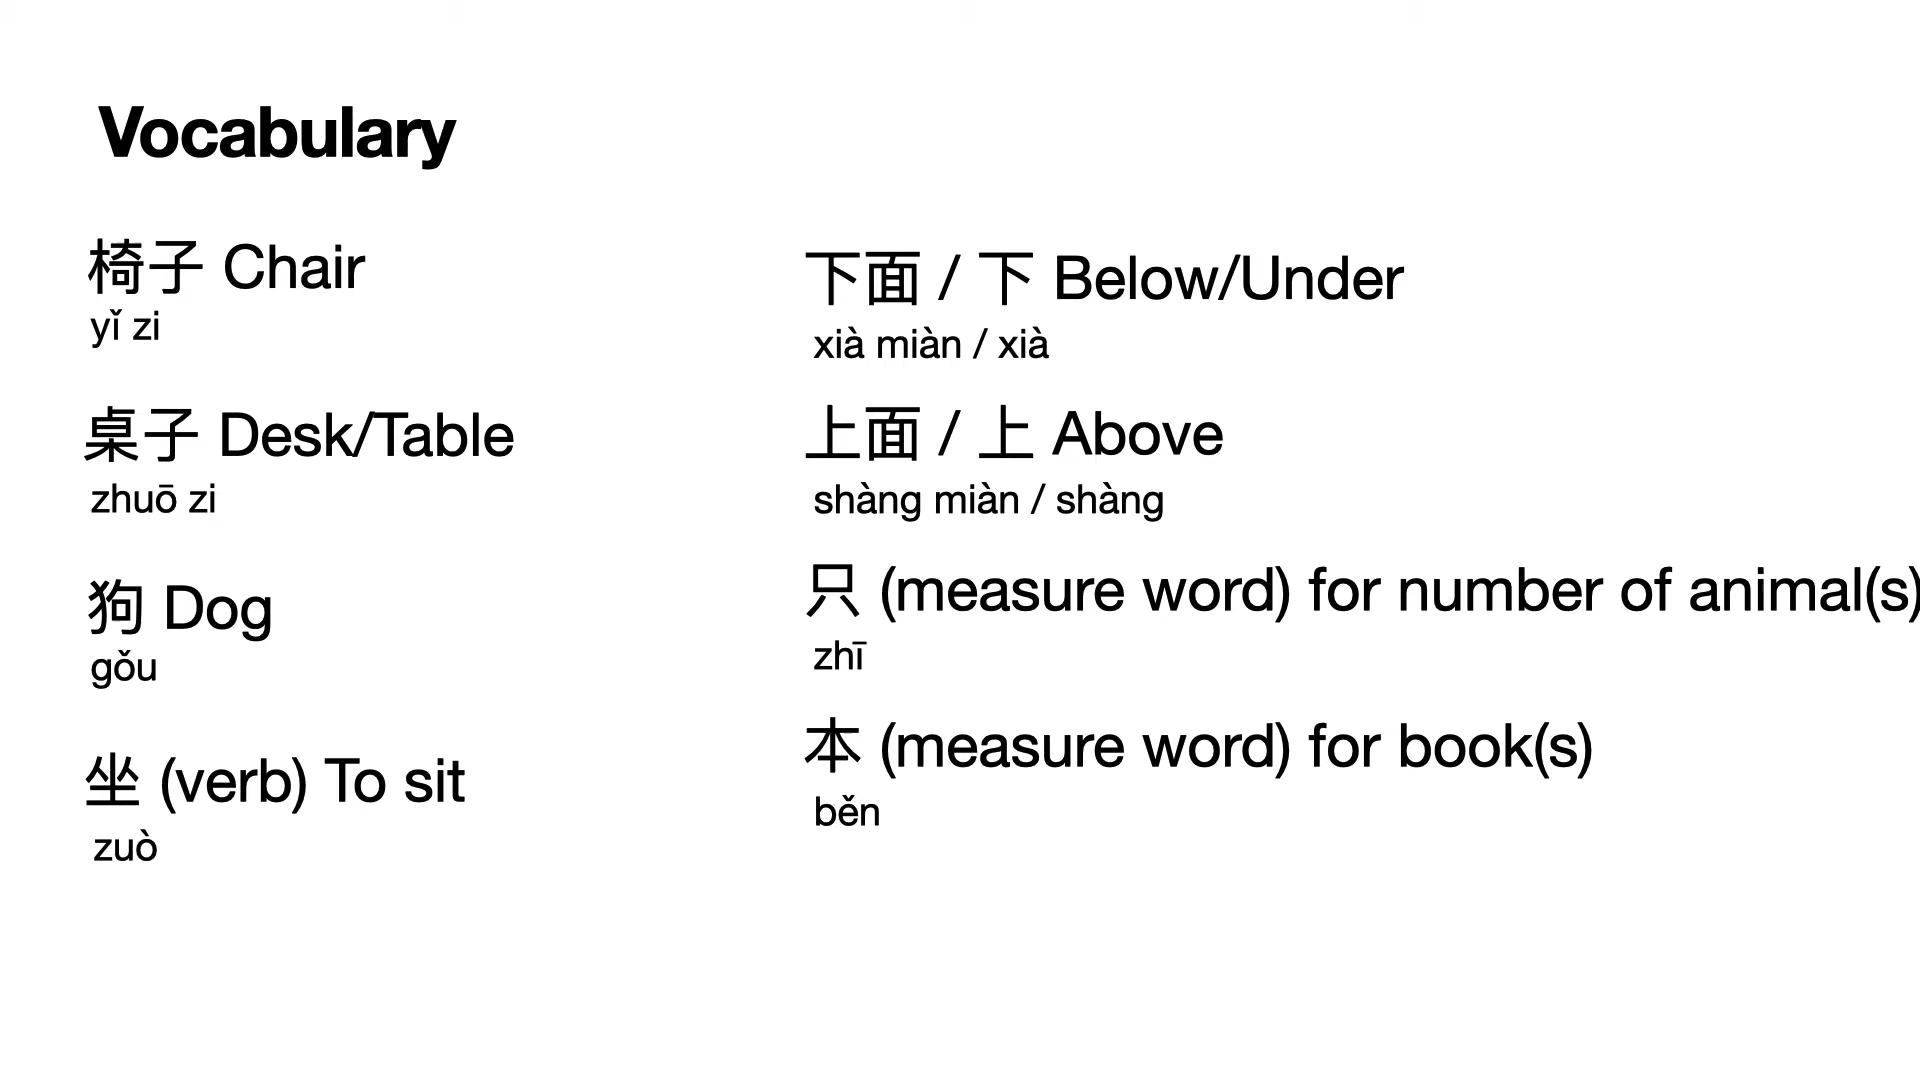 Vocabulary
椅子 Chair
yǐ zi
桌子 Desk/Table
zhuō zi
狗 Dog
gǒu
坐 (verb) To sit
zuò
下面 / 下 Below/Under
xià miàn / xià
上面 / 上 Above
shàng miàn / shàng
只 (measure word) for number of animal(s)
zhī
本 (measure word) for book(s)
běn